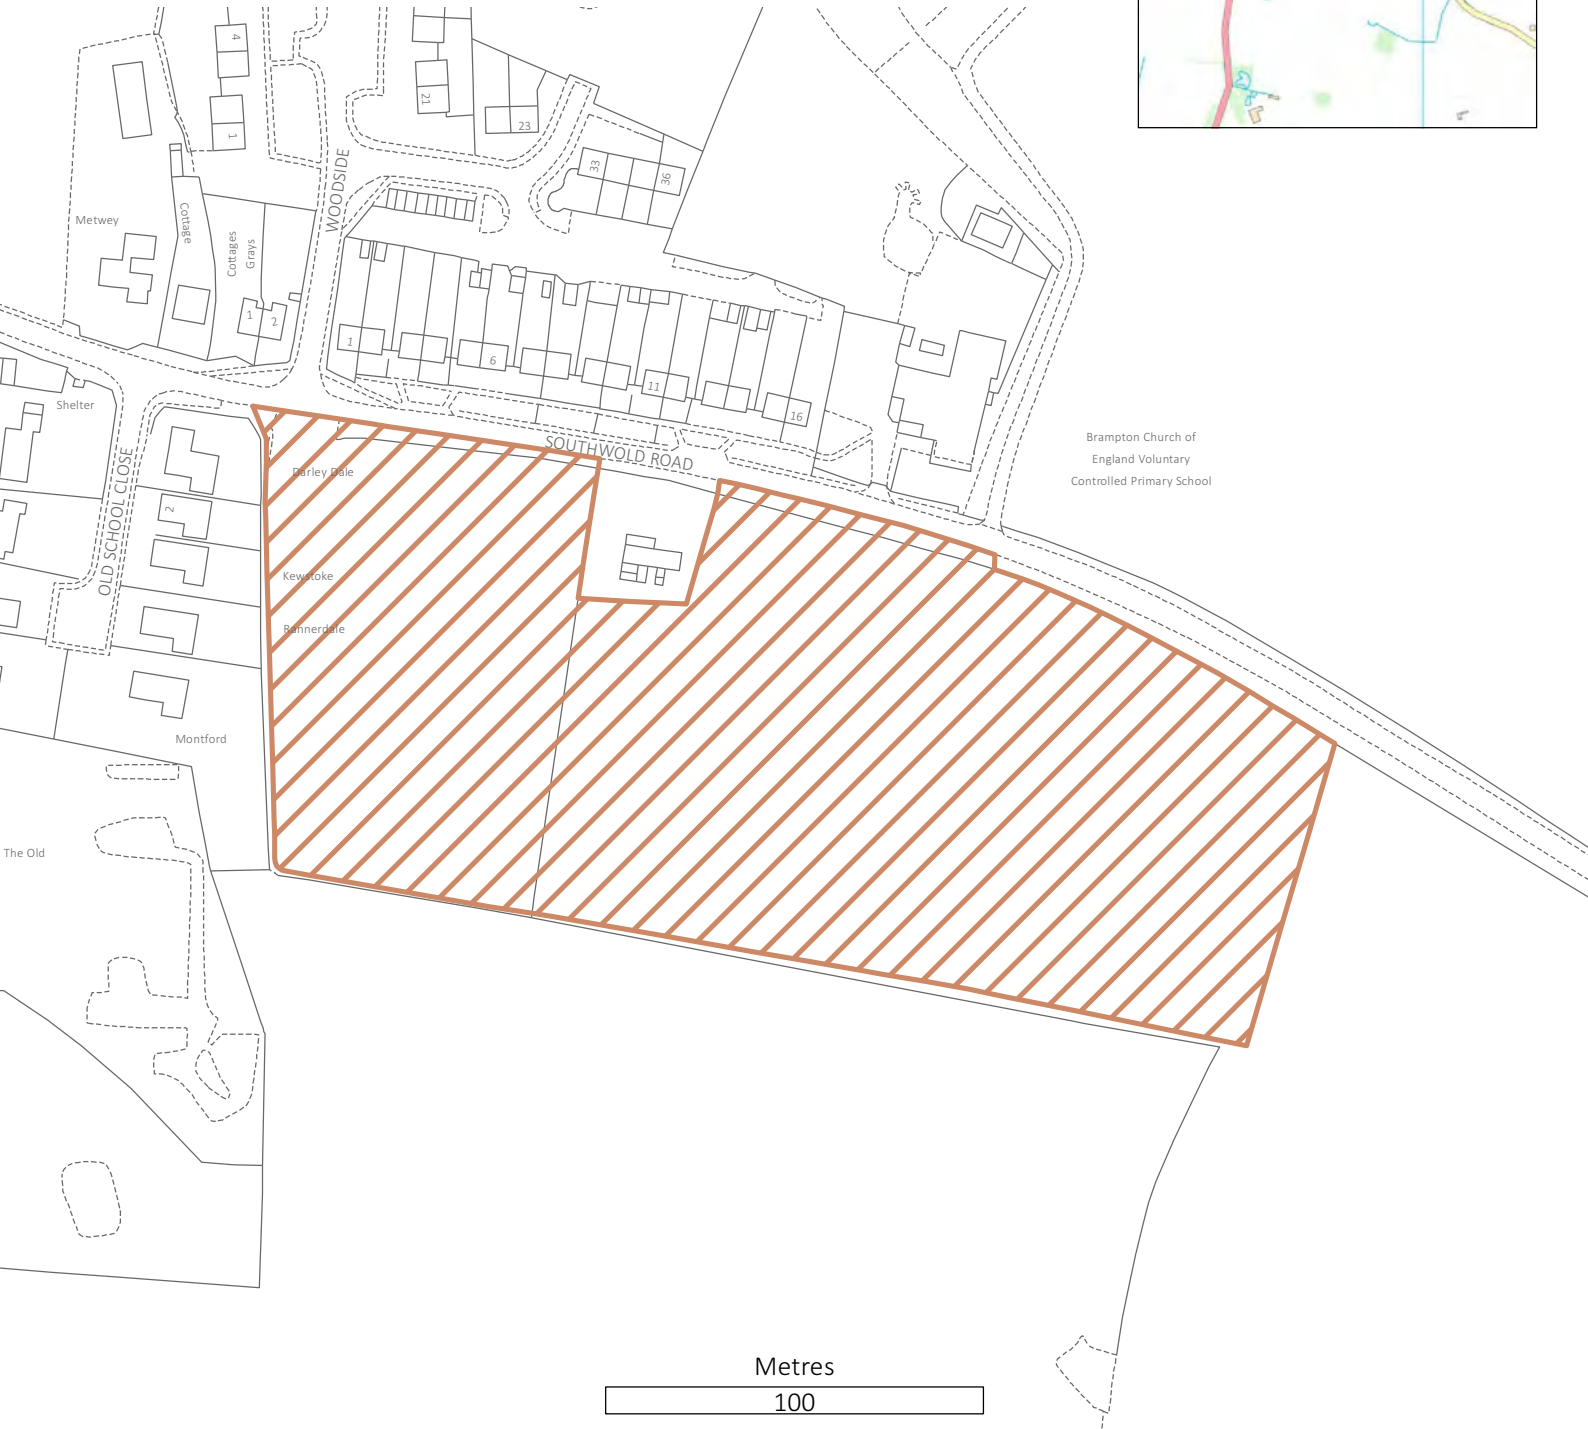 4
1
21
23
33
36
WOODSIDE
Metwey
Cottage
Cottages
Grays
1
2
1
6
11
16
Shelter
SOUTHWOLD ROAD
Darley Dale
Brampton Church of
England Voluntary
Controlled Primary School
OLD SCHOOL CLOSE
2
Kewstoke
Bannerdale
Montford
The Old
Metres
100